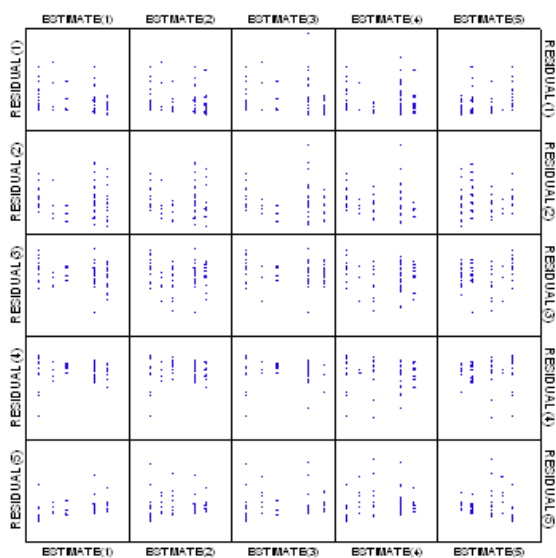 ESTIMATE(1) ESTIMATE(2) ESTIMATE(3) ESTIMATE(4) ESTIMATE(5)
RESIDUAL(1) RESIDUAL(1)
RESIDUAL(2) RESIDUAL(2)
RESIDUAL(3) RESIDUAL(3)
RESIDUAL(4) RESIDUAL(4)
RESIDUAL(5) RESIDUAL(5)
ESTIMATE(1) ESTIMATE(2) ESTIMATE(3) ESTIMATE(4) ESTIMATE(5)